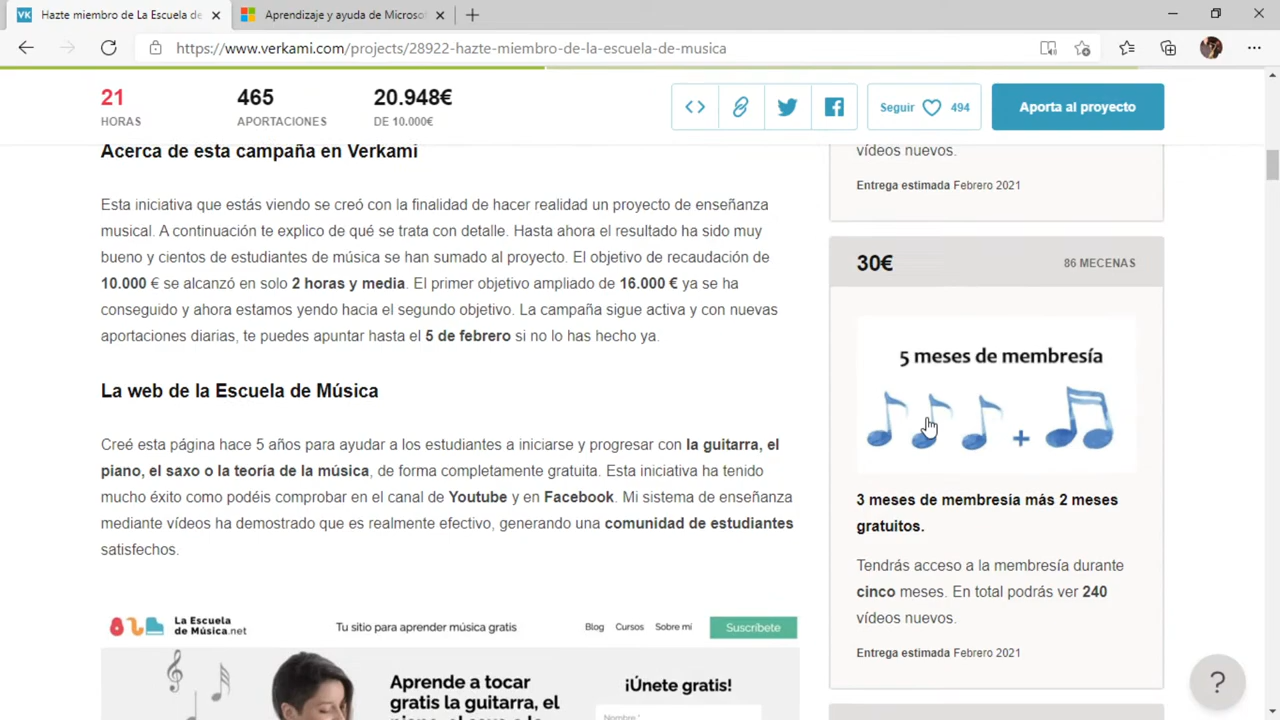 Hazte miembro de La Escuela de
Aprendizaje y ayuda de Microso
https://www.verkami.com/projects/28922-hazte-miembro-de-la-escuela-de-musica
21
HORAS
465
APORTACIONES
20.948€
DE 10.000€
Seguir
494
Aporta al proyecto
Acerca de esta campaña en Verkami
Esta iniciativa que estás viendo se creó con la finalidad de hacer realidad un proyecto de enseñanza
musical. A continuación te explico de qué se trata con detalle. Hasta ahora el resultado ha sido muy
bueno y cientos de estudiantes de música se han sumado al proyecto. El objetivo de recaudación de
10.000 € se alcanzó en solo 2 horas y media. El primer objetivo ampliado de 16.000 € ya se ha
conseguido y ahora estamos yendo hacia el segundo objetivo. La campaña sigue activa y con nuevas
aportaciones diarias, te puedes apuntar hasta el 5 de febrero si no lo has hecho ya.
La web de la Escuela de Música
Creé esta página hace 5 años para ayudar a los estudiantes a iniciarse y progresar con la guitarra, el
piano, el saxo o la teoría de la música, de forma completamente gratuita. Esta iniciativa ha tenido
mucho éxito como podéis comprobar en el canal de Youtube y en Facebook. Mi sistema de enseñanza
mediante vídeos ha demostrado que es realmente efectivo, generando una comunidad de estudiantes
satisfechos.
La Escuela
de Música.net
Tu sitio para aprender música gratis
Blog Cursos Sobre mí
Suscríbete
Aprende a tocar
gratis la guitarra, el
¡Únete gratis!
Nombre *
vídeos nuevos.
Entrega estimada Febrero 2021
30€
86 MECENAS
5 meses de membresía
+
3 meses de membresía más 2 meses
gratuitos.
Tendrás acceso a la membresía durante
cinco meses. En total podrás ver 240
vídeos nuevos.
Entrega estimada Febrero 2021
?